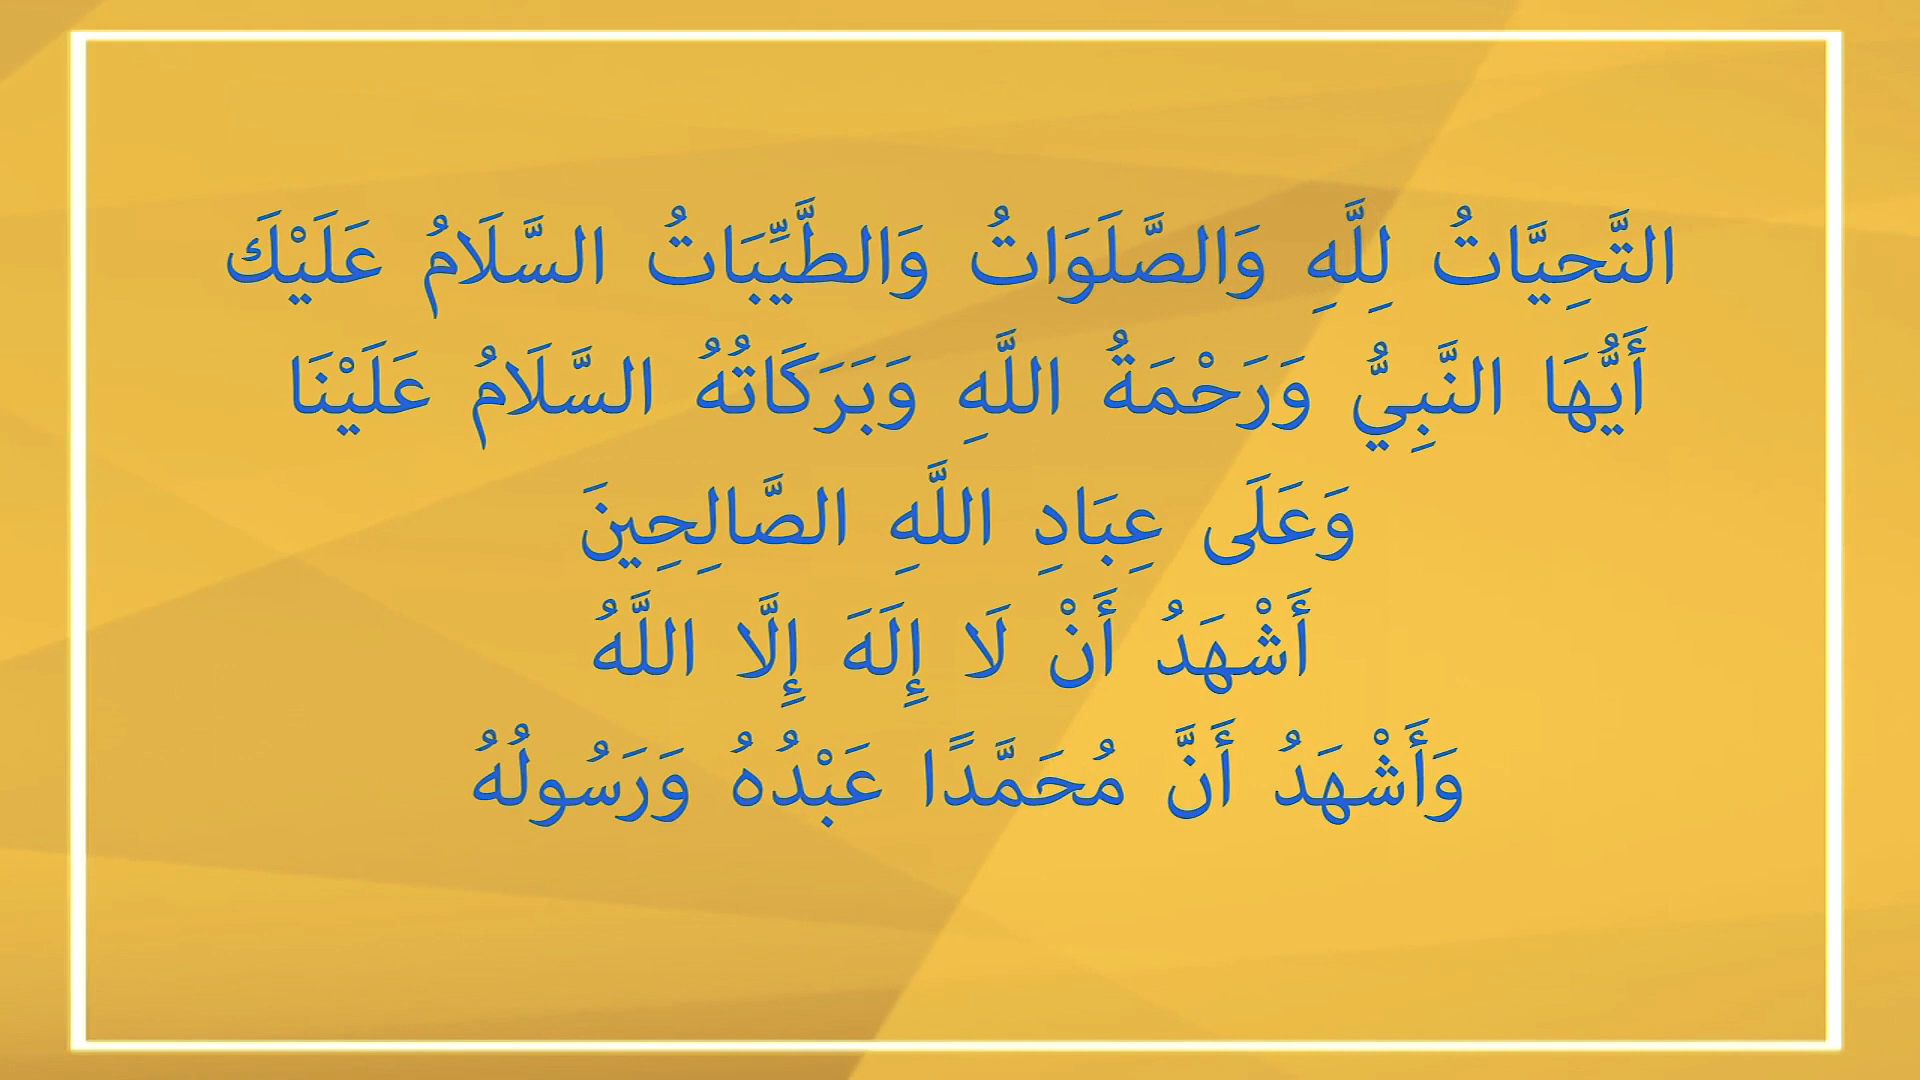 التَّحِيَّاتُ لِلَّهِ وَالصَّلَوَاتُ وَالطَّيِّبَاتُ السَّلَامُ عَلَيْكَ
أَيُّهَا النَّبِيُّ وَرَحْمَةُ اللَّهِ وَبَرَكَاتُهُ السَّلَامُ عَلَيْنَا
وَعَلَى عِبَادِ اللَّهِ الصَّالِحِينَ
أَشْهَدُ أَنْ لَا إِلَهَ إِلَّا اللَّهُ
وَأَشْهَدُ أَنَّ مُحَمَّدًا عَبْدُهُ وَرَسُولُهُ